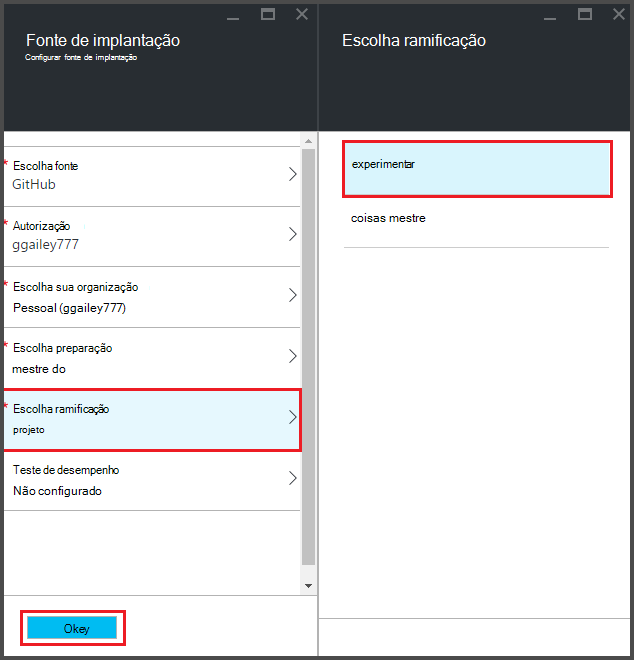 Fonte de implantação
Configurar fonte de implantação
* Escolha fonte
GitHub
* Autorização
ggailey777
* Escolha sua organização
Pessoal (ggailey777)
* Escolha preparação
mestre do
* Escolha ramificação
projeto
Teste de desempenho
Não configurado
Okey
Escolha ramificação
experimentar
coisas mestre